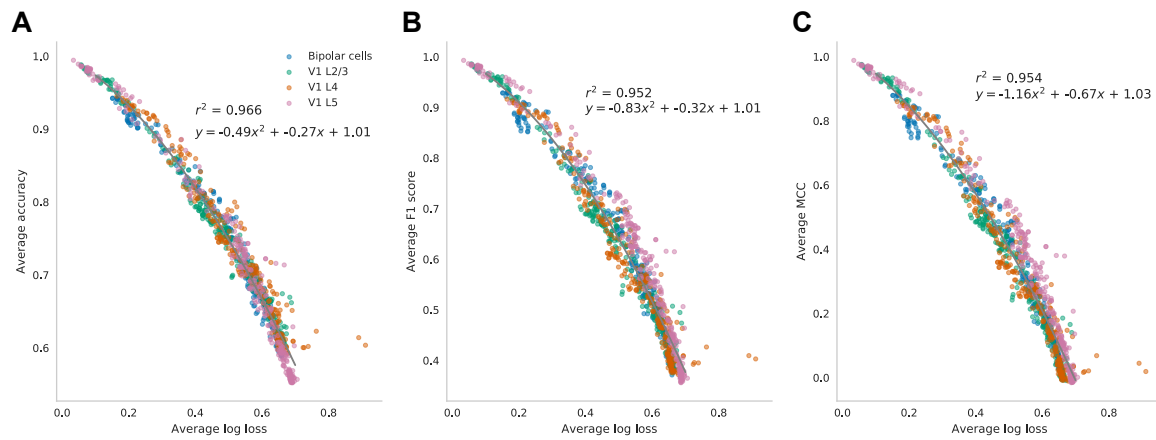 A
Average accuracy
1.0
0.9
0.8
0.7
0.6
Bipolar cells
V1 L2/3
V1 L4
V1 L5
r² = 0.966
y = -0.49x² + -0.27x + 1.01
0.0 0.2 0.4 0.6 0.8
Average log loss
B
Average F1 score
1.0
0.9
0.8
0.7
0.6
0.5
0.4
r² = 0.952
y = -0.83x² + -0.32x + 1.01
0.0 0.2 0.4 0.6 0.8
Average log loss
C
Average MCC
1.0
0.8
0.6
0.4
0.2
0.0
r² = 0.954
y = -1.16x² + -0.67x + 1.03
0.0 0.2 0.4 0.6 0.8
Average log loss